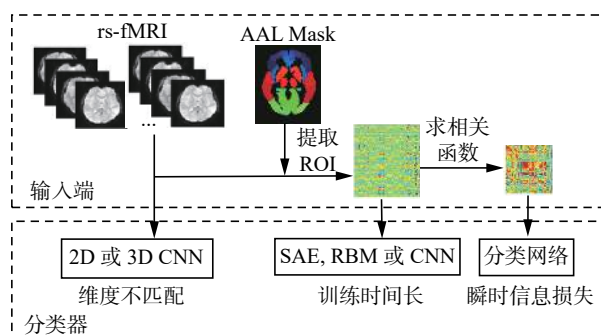 rs-fMRI
AAL Mask
...
提取
ROI
求相关
函数
输入端
2D 或 3D CNN
SAE, RBM 或 CNN
分类网络
维度不匹配
训练时间长
瞬时信息损失
分类器